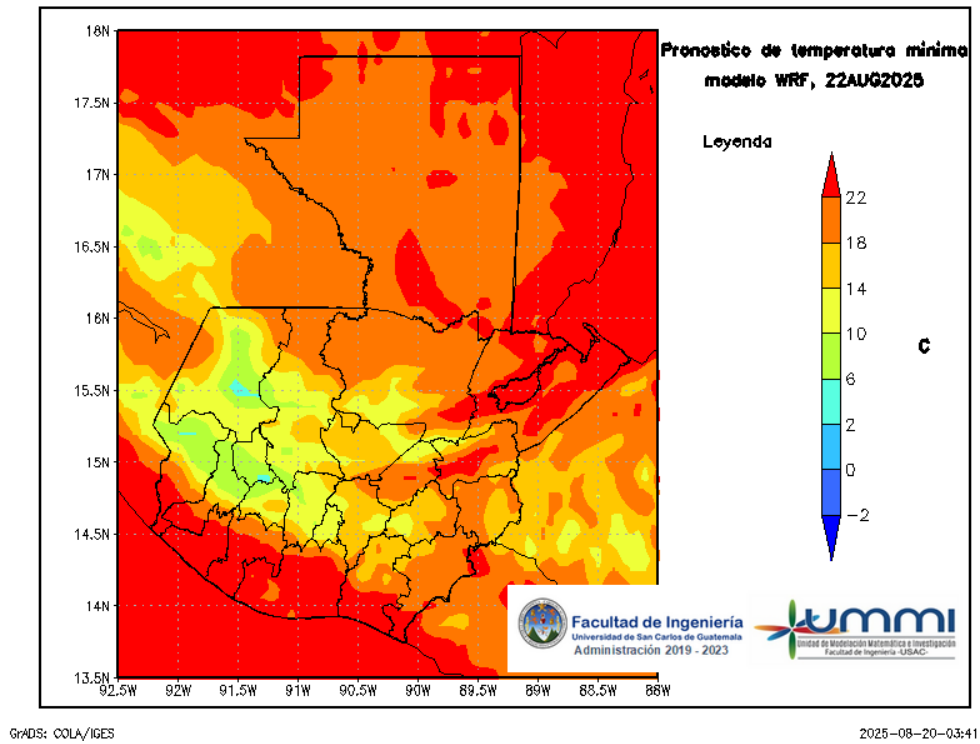 Pronostico de temperatura minima
modelo WRF, 22AUG2025
Leyenda
18N
17.5N
17N
16.5N
16N
15.5N
15N
14.5N
14N
13.5N
92.5W
92W
91.5W
91W
90.5W
90W
89.5W
89W
88.5W
88W
22
18
14
10
6
2
0
-2
C
Facultad de Ingeniería
Universidad de San Carlos de Guatemala
Administración 2019 - 2023
ummi
Unidad de Modelación Matemática e Investigación
Facultad de Ingeniería -USAC-
GrADS: COLA/IGES
2025-08-20-03:41